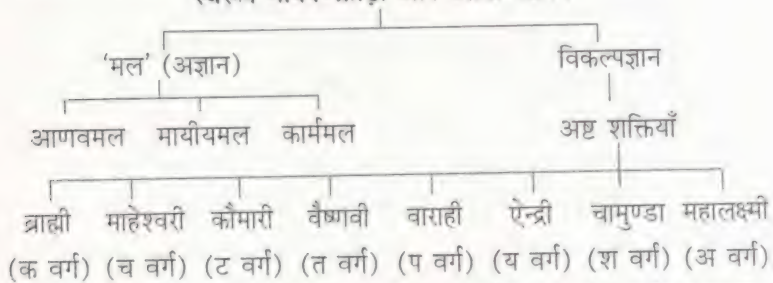 'मल' (अज्ञान) विकल्पज्ञान
आणवमल मायीयमल कार्ममल अष्ट शक्तियाँ
ब्राह्मी माहेश्वरी कौमारी वैष्णवी वाराही ऐन्द्री चामुण्डा महालक्ष्मी
(क वर्ग) (च वर्ग) (ट वर्ग) (त वर्ग) (प वर्ग) (य वर्ग) (श वर्ग) (अ वर्ग)